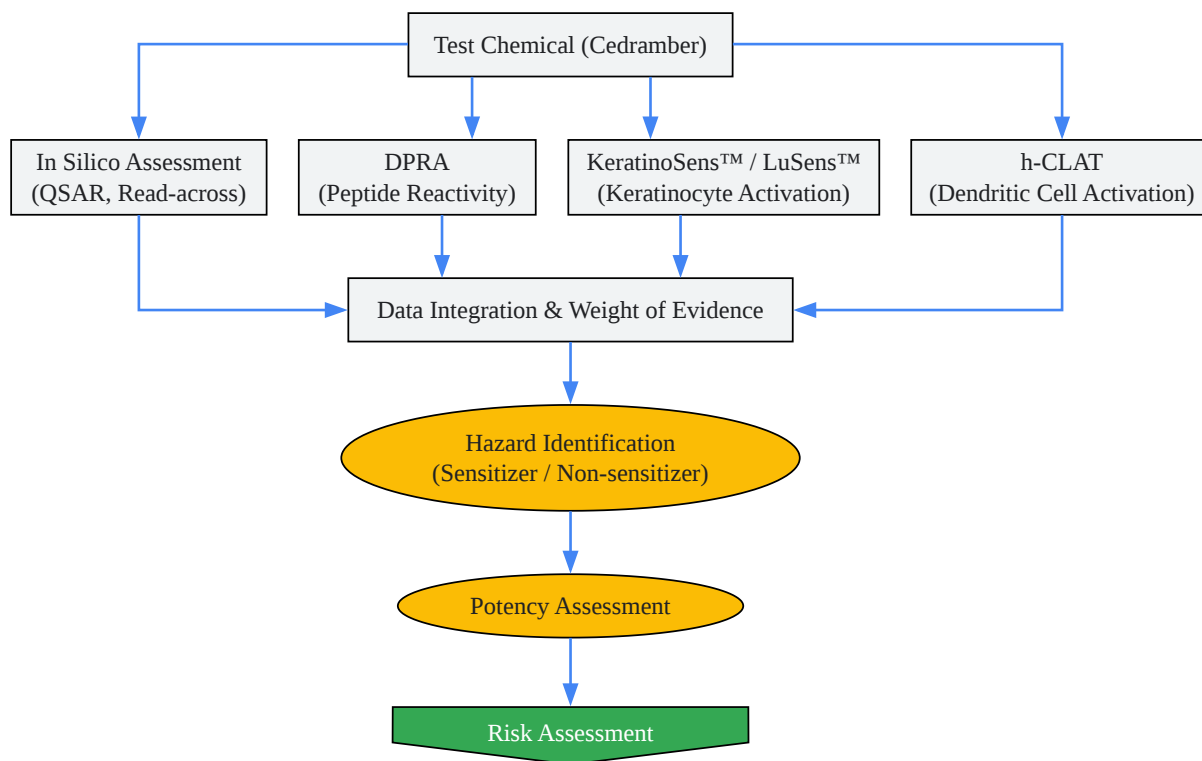 Test Chemical (Cedramber)
In Silico Assessment
(QSAR, Read-across)
DPRA
(Peptide Reactivity)
KeratinoSens™ / LuSens™
(Keratinocyte Activation)
h-CLAT
(Dendritic Cell Activation)
Data Integration & Weight of Evidence
Hazard Identification
(Sensitizer / Non-sensitizer)
Potency Assessment
Risk Assessment